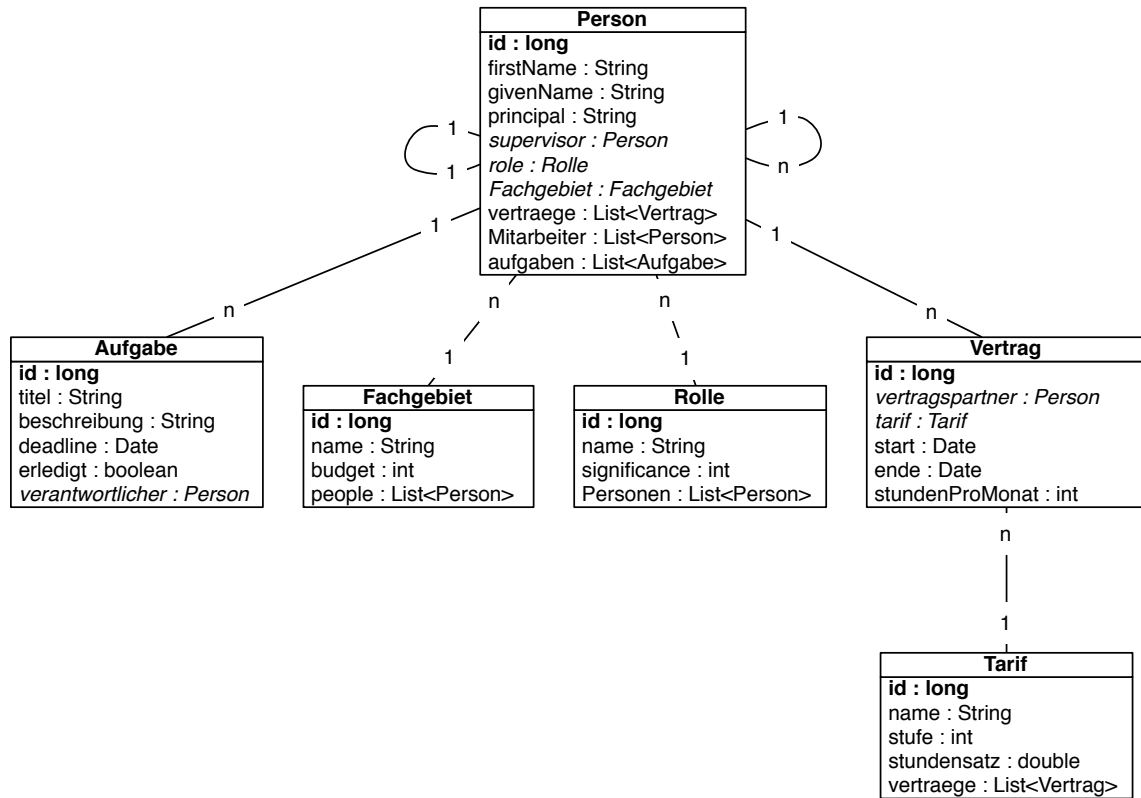 Person
id : long
firstName : String
givenName : String
principal : String
supervisor : Person
role : Rolle
Fachgebiet : Fachgebiet
vertraege : List<Vertrag>
Mitarbeiter : List<Person>
aufgaben : List<Aufgabe>
1
1
1
n
1
n
n
1
n
1
1
n
Aufgabe
id : long
titel : String
beschreibung : String
deadline : Date
erledigt : boolean
verantwortlicher : Person
Fachgebiet
id : long
name : String
budget : int
people : List<Person>
Rolle
id : long
name : String
significance : int
Personen : List<Person>
Vertrag
id : long
vertragspartner : Person
tarif : Tarif
start : Date
ende : Date
stundenProMonat : int
n
1
Tarif
id : long
name : String
stufe : int
stundensatz : double
vertraege : List<Vertrag>